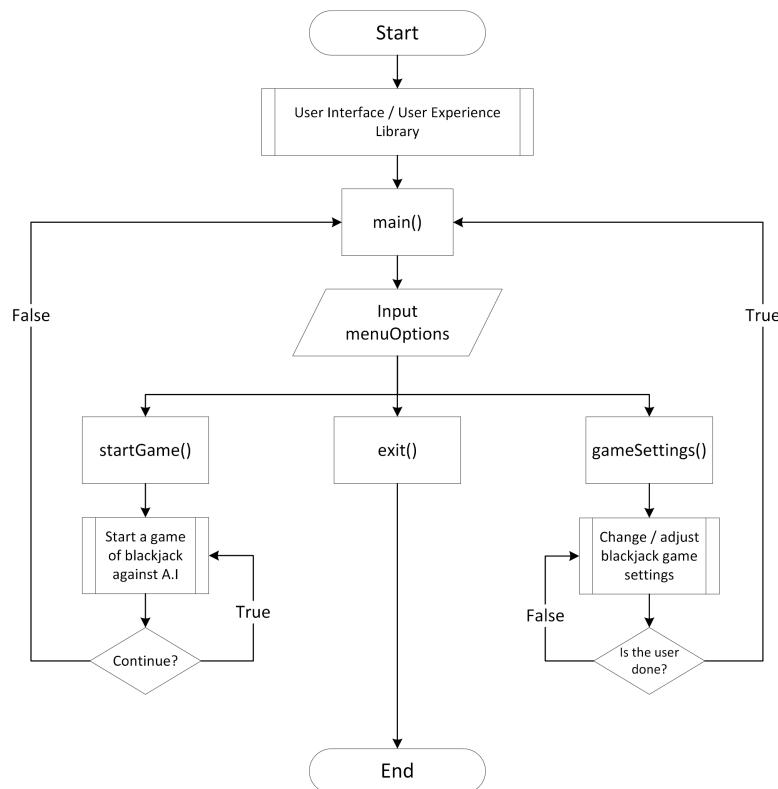 Start
User Interface / User Experience
Library
main()
Input
menuOptions
False
True
startGame()
exit()
gameSettings()
Start a game
of blackjack
against A.I
Change / adjust
blackjack game
settings
True
False
Continue?
Is the user
done?
End